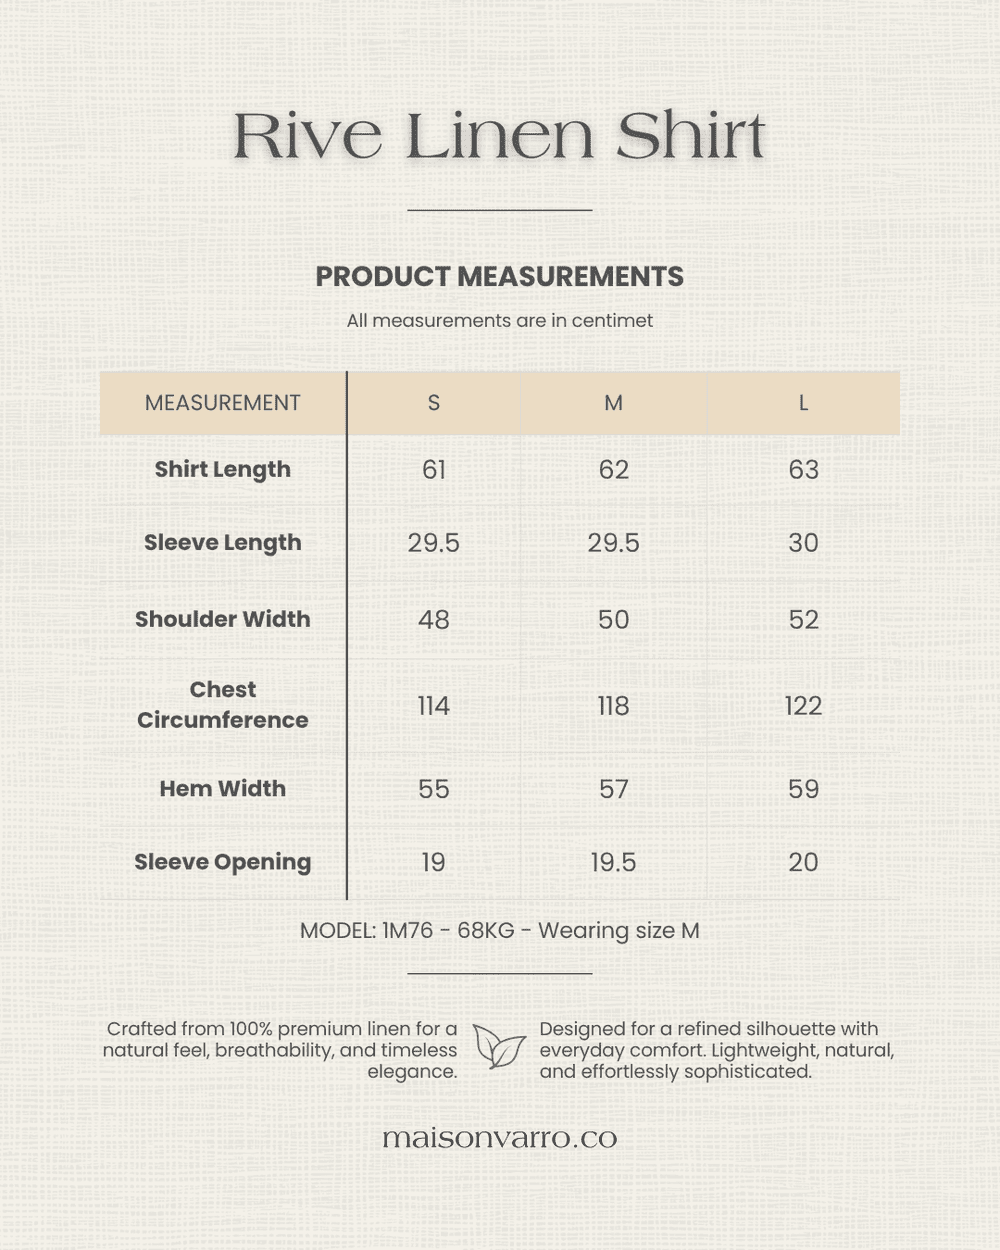 Rive Linen Shirt
PRODUCT MEASUREMENTS
All measurements are in centimet
MEASUREMENT S M L
Shirt Length 61 62 63
Sleeve Length 29.5 29.5 30
Shoulder Width 48 50 52
Chest
Circumference 114 118 122
Hem Width 55 57 59
Sleeve Opening 19 19.5 20
MODEL: 1M76 - 68KG - Wearing size M
Crafted from 100% premium linen for a
natural feel, breathability, and timeless
elegance.
Designed for a refined silhouette with
everyday comfort. Lightweight, natural,
and effortlessly sophisticated.
maisonvarro.co